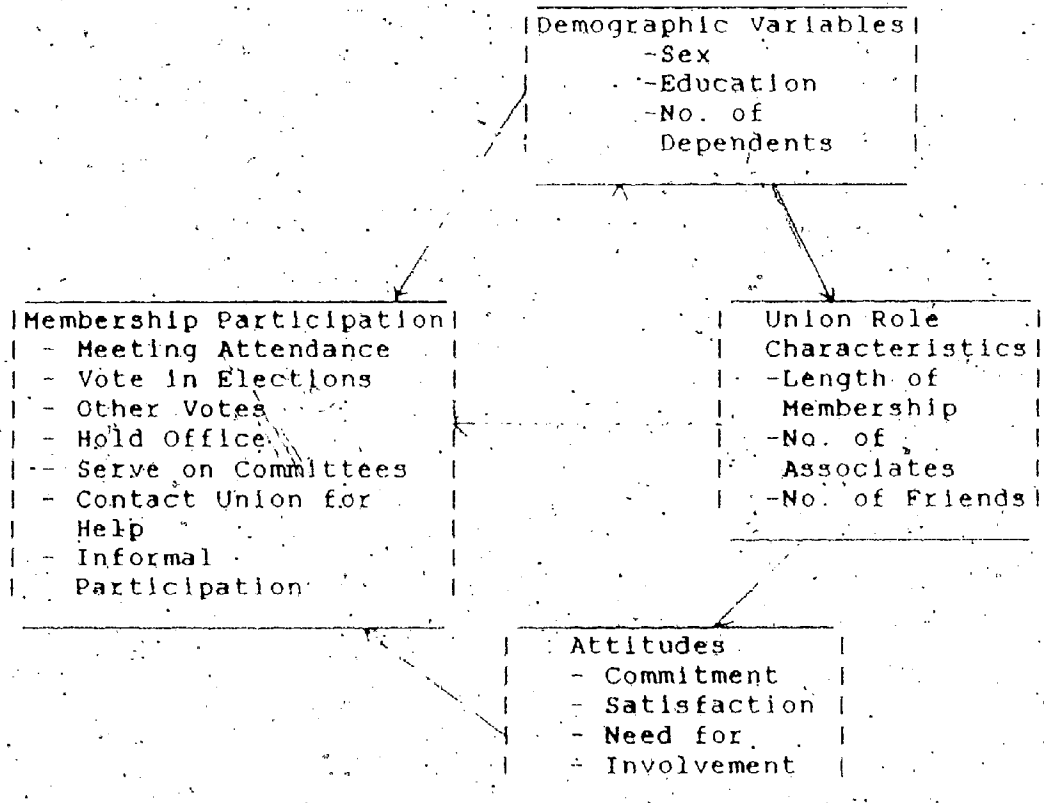 Demographic Variables
-Sex
-Education
-No. of
Dependents
Membership Participation
- Meeting Attendance
- Vote in Elections
- Other Votes
- Hold Office
- Serve on Committees
- Contact Union for
Help
- Informal
Participation
Union Role
Characteristics
-Length of
Membership
-No. of
Associates
-No. of Friends
Attitudes
- Commitment
- Satisfaction
- Need for
- Involvement